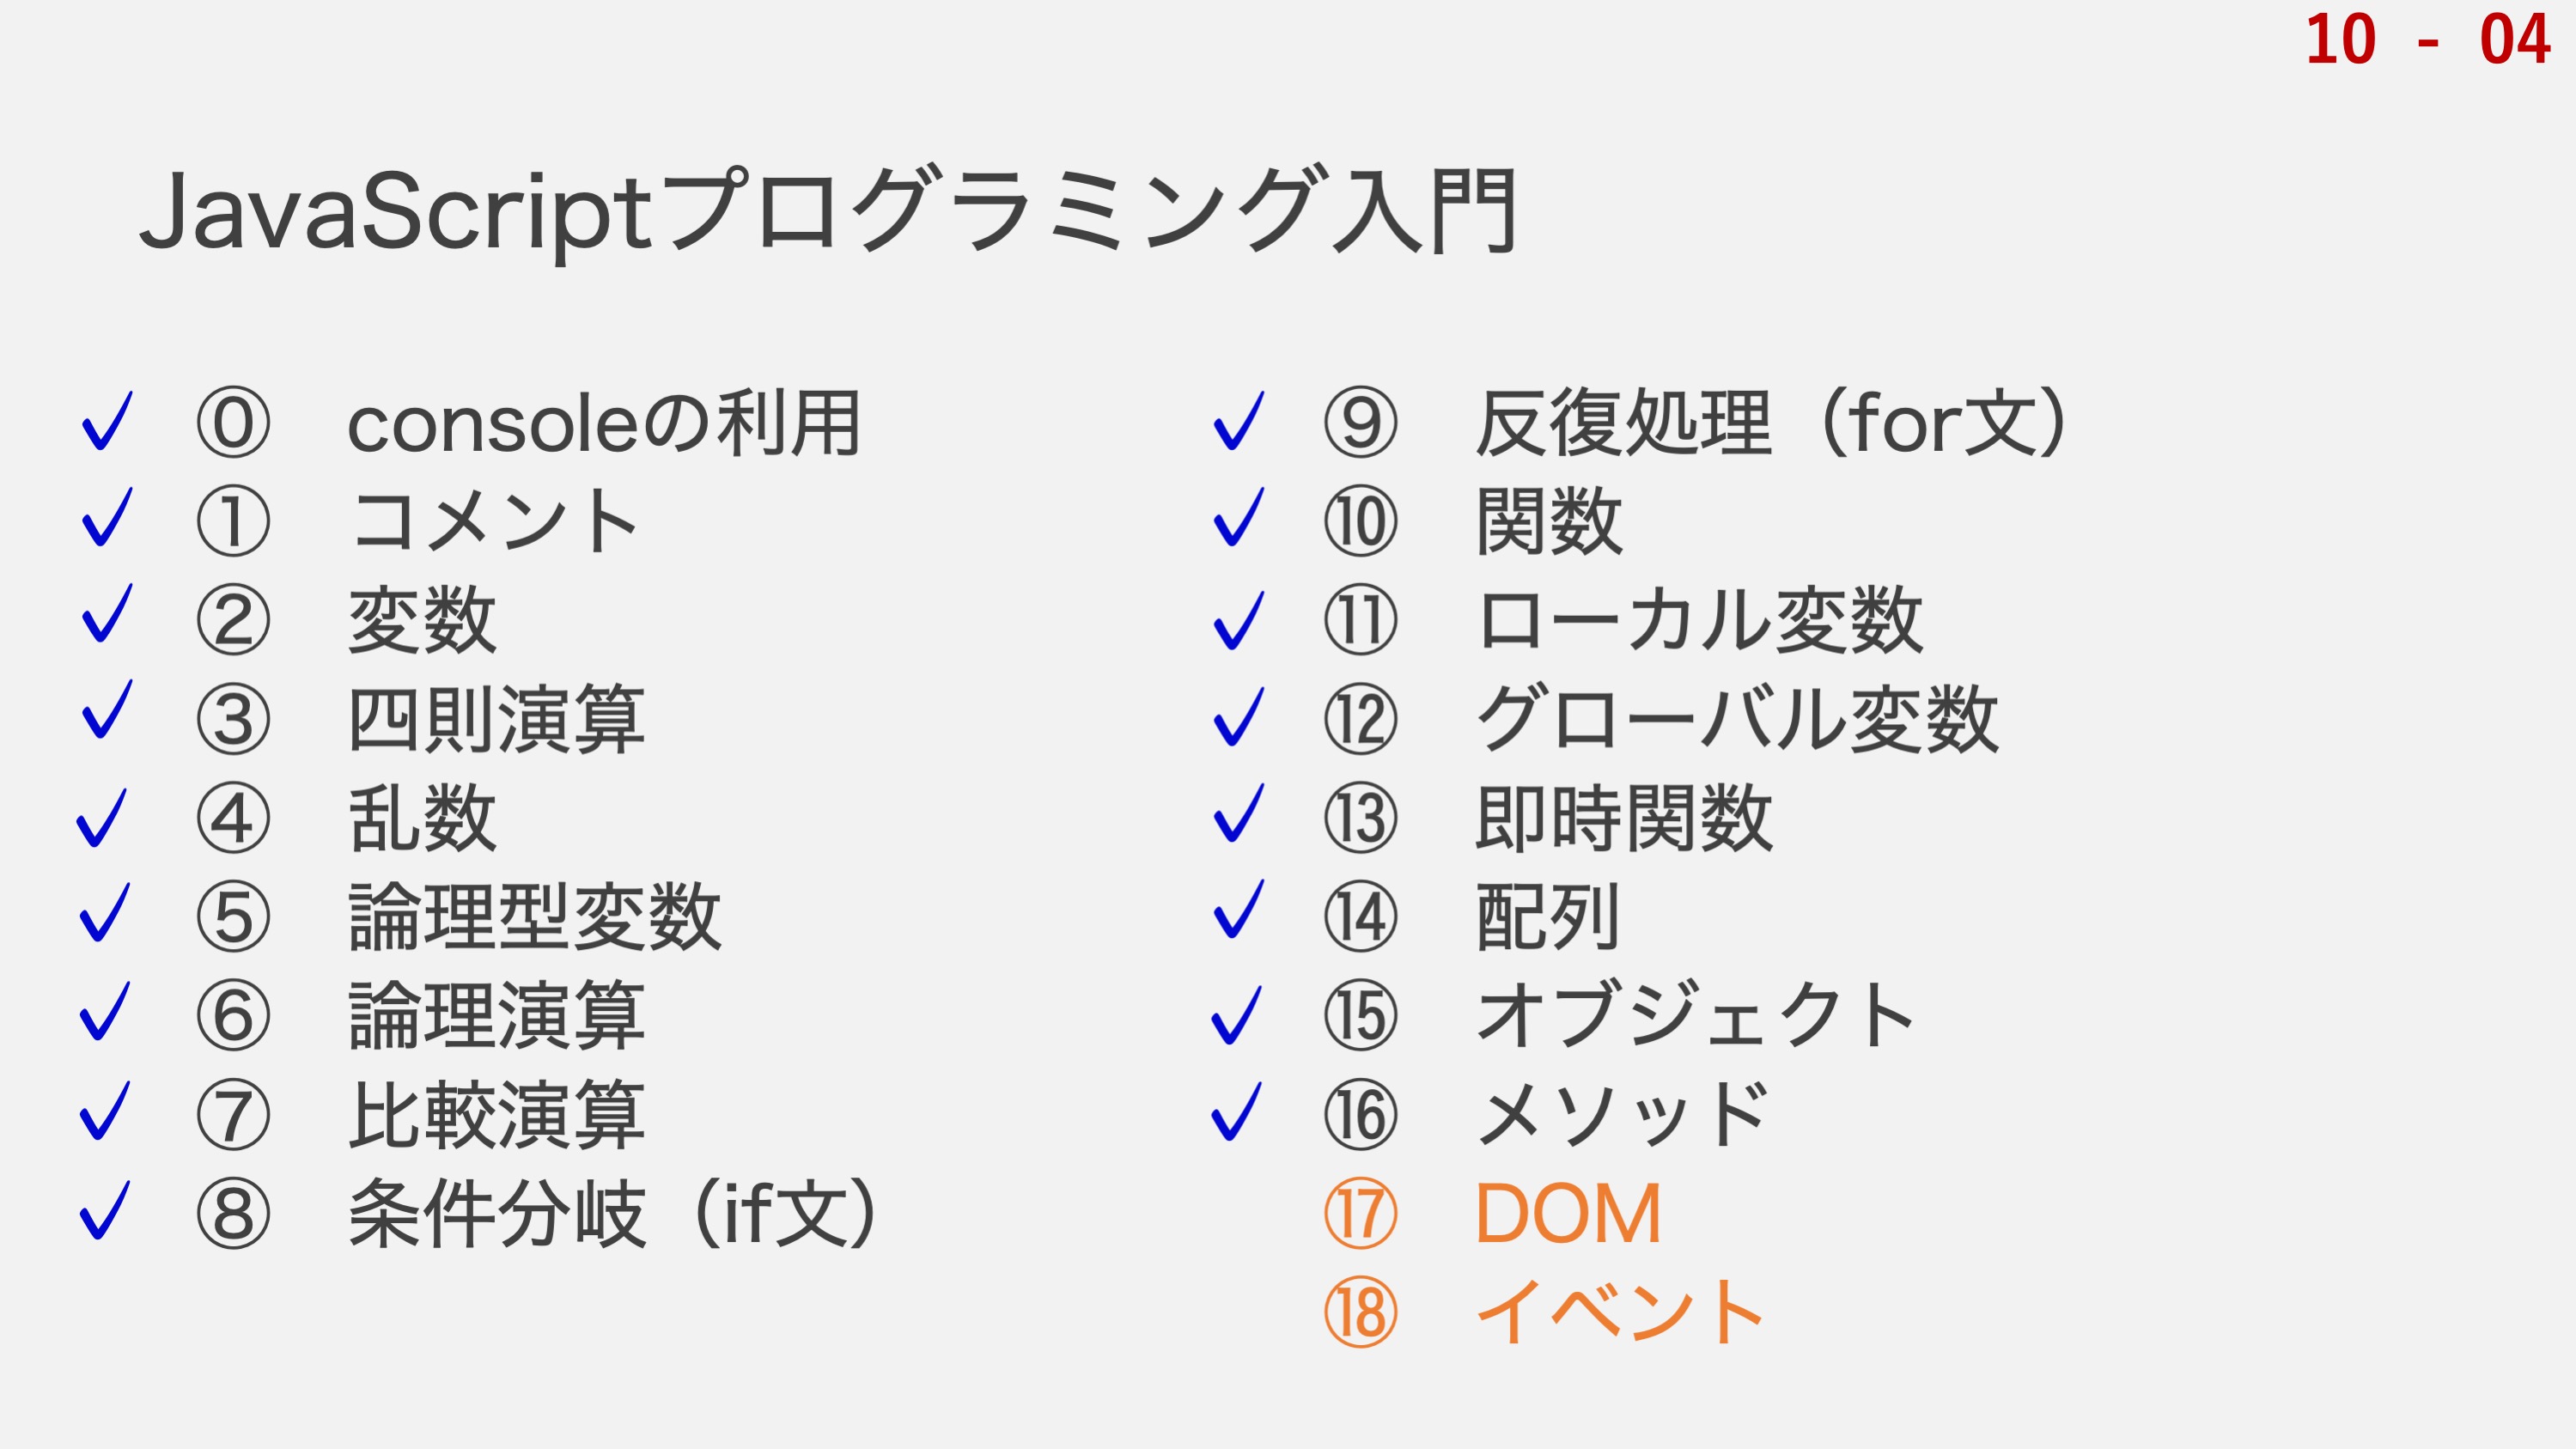 10 - 04
JavaScriptプログラミング入門
✓ ⓪ consoleの利用
✓ ① コメント
✓ ② 変数
✓ ③ 四則演算
✓ ④ 乱数
✓ ⑤ 論理型変数
✓ ⑥ 論理演算
✓ ⑦ 比較演算
✓ ⑧ 条件分岐（if文）
✓ ⑨ 反復処理（for文）
✓ ⑩ 関数
✓ ⑪ ローカル変数
✓ ⑫ グローバル変数
✓ ⑬ 即時関数
✓ ⑭ 配列
✓ ⑮ オブジェクト
✓ ⑯ メソッド
⑰ DOM
⑱ イベント